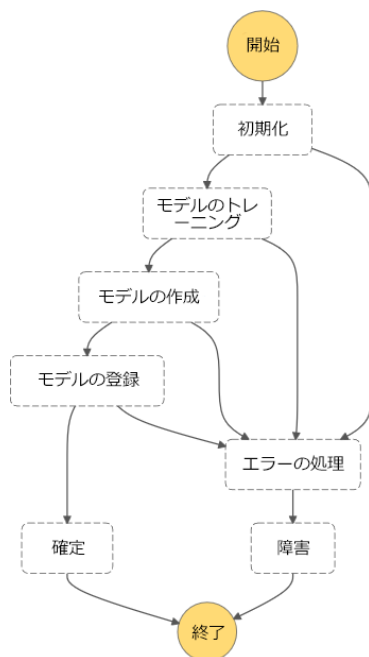 開始
初期化
モデルのトレ
ーニング
モデルの作成
モデルの登録
エラーの処理
確定
障害
終了